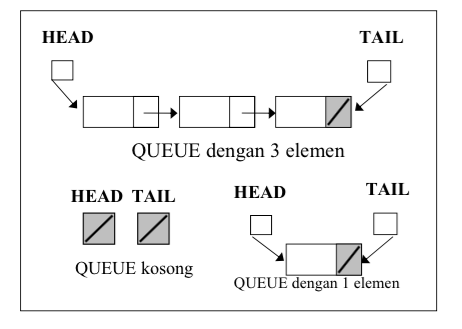 HEAD TAIL
QUEUE dengan 3 elemen
HEAD TAIL
QUEUE kosong
HEAD TAIL
QUEUE dengan 1 elemen